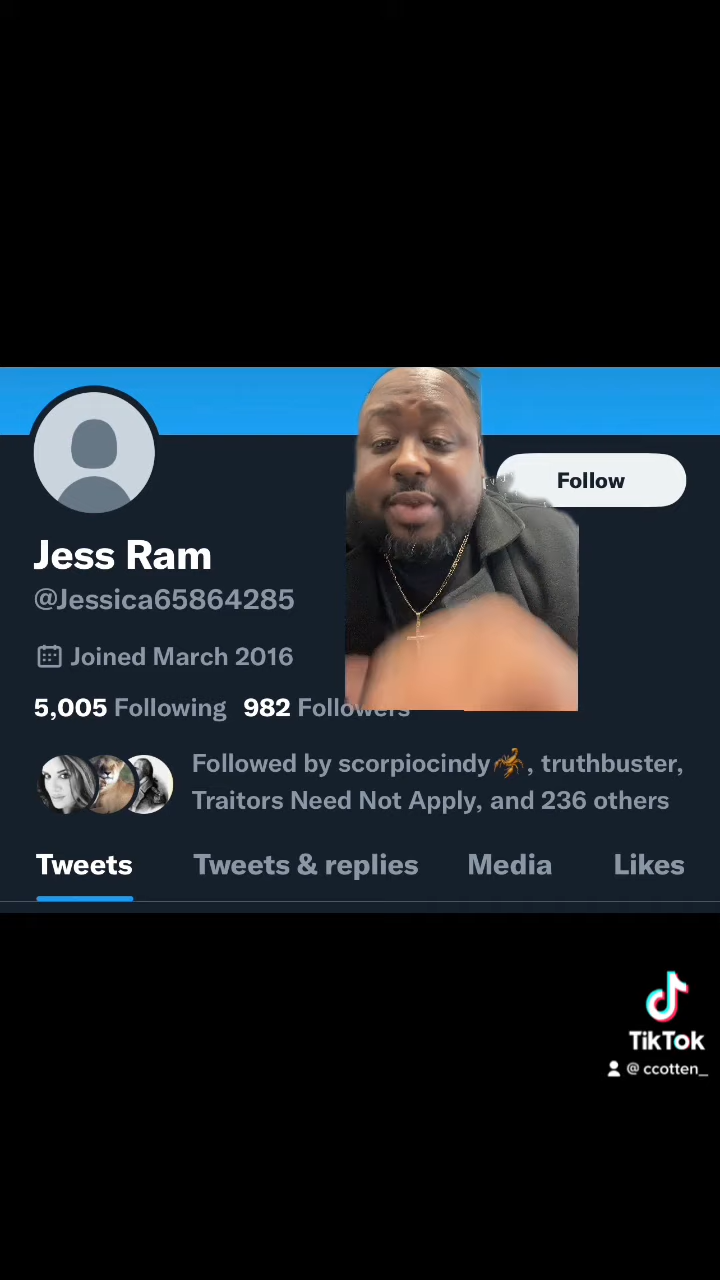 Follow
Jess Ram
@Jessica65864285
Joined March 2016
5,005 Following 982 Followers
Followed by scorpiocindy🦂, truthbuster,
Traitors Need Not Apply, and 236 others
Tweets Tweets & replies Media Likes
TikTok
@ ccotten_